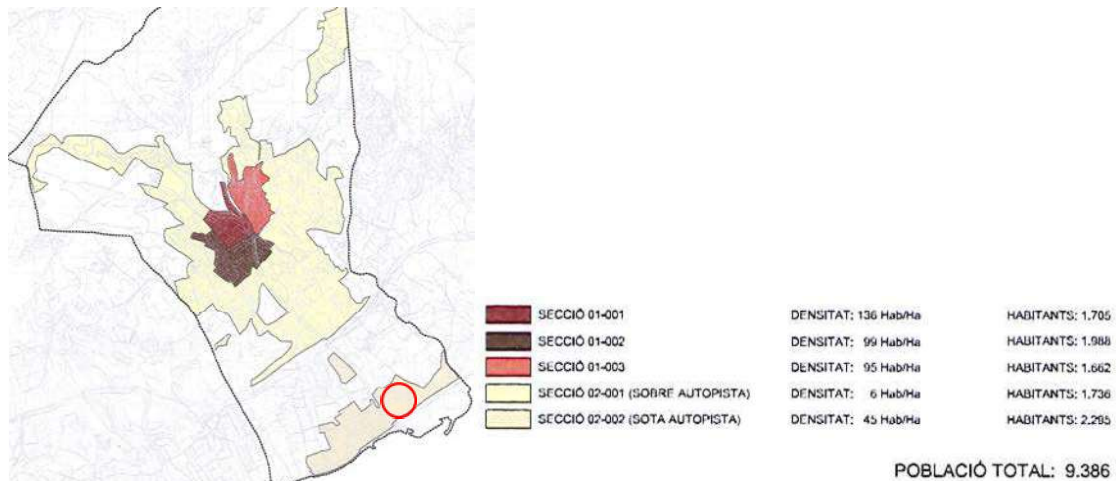 SECCIÓ 01-001 DENSITAT: 136 Hab/Ha HABITANTS: 1.705
SECCIÓ 01-002 DENSITAT: 99 Hab/Ha HABITANTS: 1.988
SECCIÓ 01-003 DENSITAT: 95 Hab/Ha HABITANTS: 1.662
SECCIÓ 02-001 (SOBRE AUTOPISTA) DENSITAT: 6 Hab/Ha HABITANTS: 1.736
SECCIÓ 02-002 (SOTA AUTOPISTA) DENSITAT: 45 Hab/Ha HABITANTS: 2.295
POBLACIÓ TOTAL: 9.386